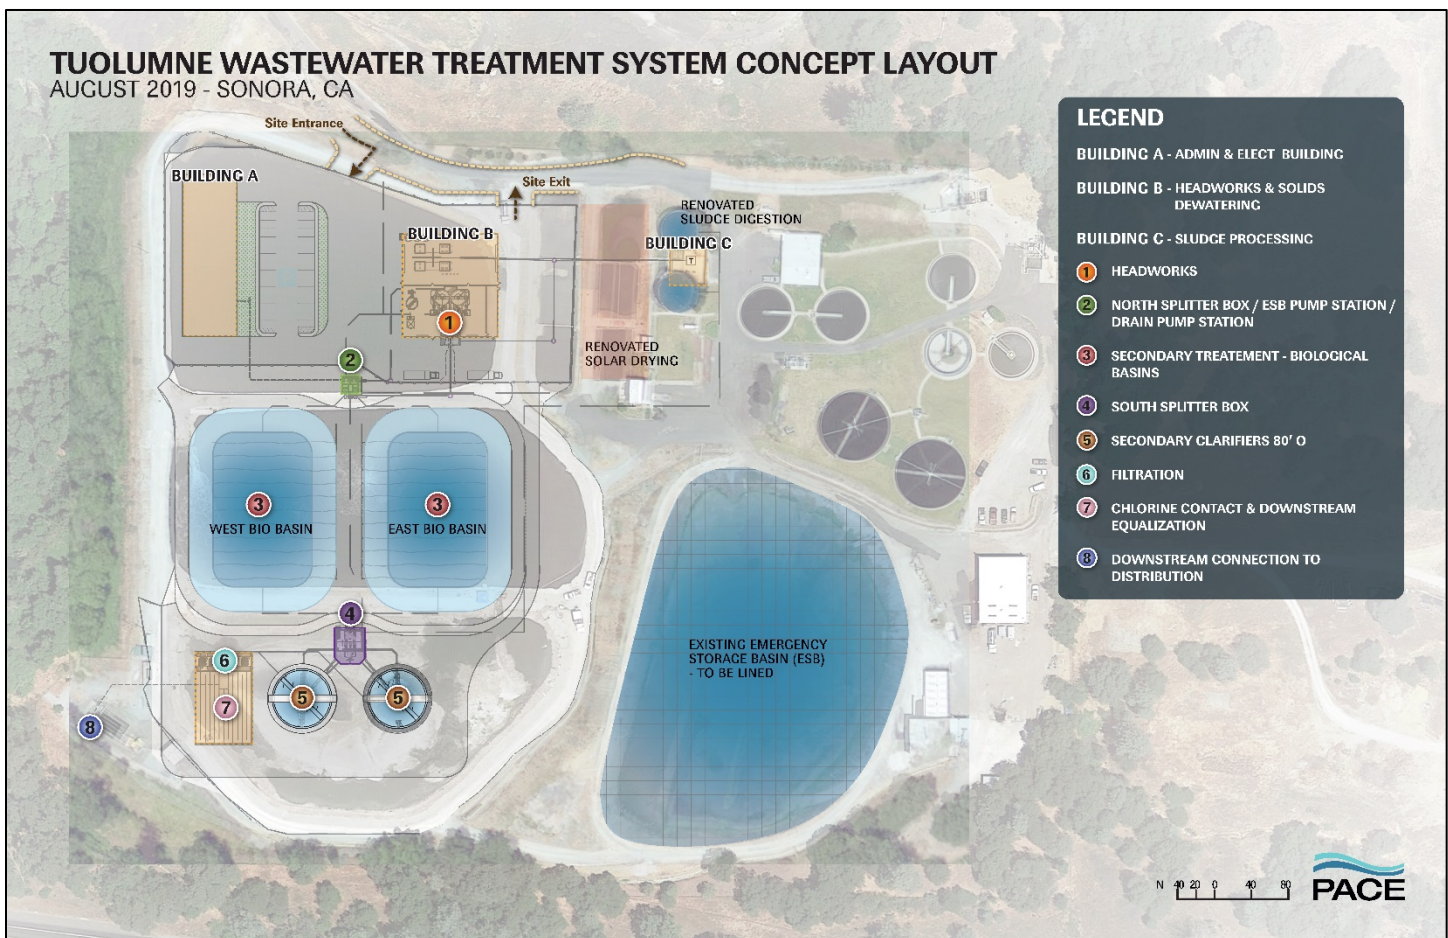 TUOLUMNE WASTEWATER TREATMENT SYSTEM CONCEPT LAYOUT
AUGUST 2019 - SONORA, CA
Site Entrance
BUILDING A
Site Exit
BUILDING B
RENOVATED
SLUDGE DIGESTION
BUILDING C
T
1
RENOVATED
SOLAR DRYING
2
3
WEST BIO BASIN
3
EAST BIO BASIN
4
6
5
5
7
8
EXISTING EMERGENCY
STORAGE BASIN (ESB)
- TO BE LINED
LEGEND
BUILDING A - ADMIN & ELECT BUILDING
BUILDING B - HEADWORKS & SOLIDS
DEWATERING
BUILDING C - SLUDGE PROCESSING
1 HEADWORKS
2 NORTH SPLITTER BOX / ESB PUMP STATION /
DRAIN PUMP STATION
3 SECONDARY TREATEMENT - BIOLOGICAL
BASINS
4 SOUTH SPLITTER BOX
5 SECONDARY CLARIFIERS 80' O
6 FILTRATION
7 CHLORINE CONTACT & DOWNSTREAM
EQUALIZATION
8 DOWNSTREAM CONNECTION TO
DISTRIBUTION
N 40 20 0 40 80
PACE